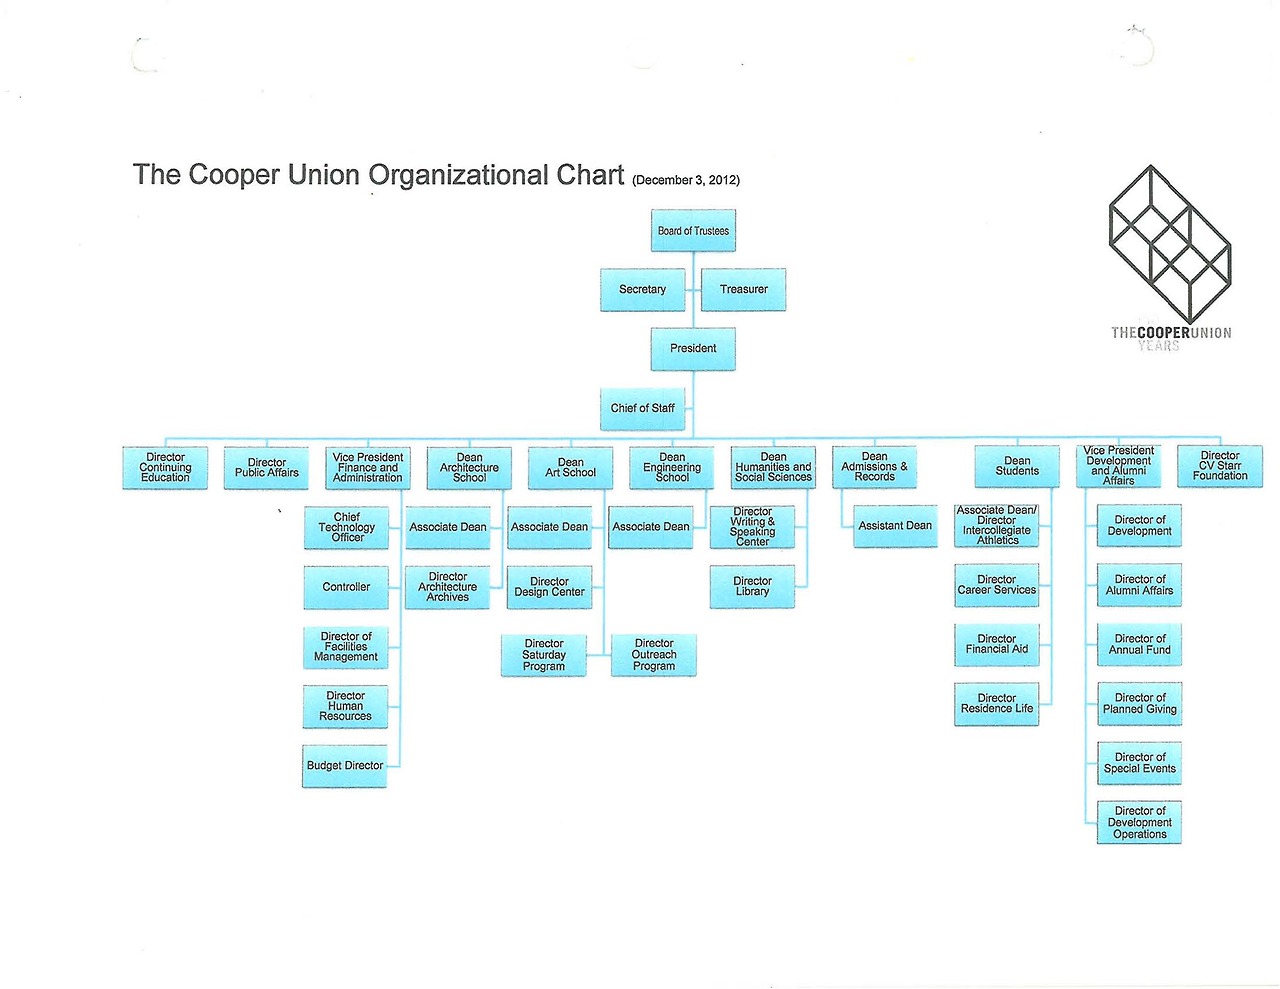 The Cooper Union Organizational Chart (December 3, 2012)
Board of Trustees
Secretary
Treasurer
THECOOPERUNION
YEARS
President
Chief of Staff
Director
Continuing
Education
Director
Public Affairs
Vice President
Finance and
Administration
Dean
Architecture
School
Dean
Art School
Dean
Engineering
School
Dean
Humanities and
Social Sciences
Dean
Admissions &
Records
Dean
Students
Vice President
Development
and Alumni
Affairs
Director
CV Starr
Foundation
Chief
Technology
Officer
Associate Dean
Associate Dean
Associate Dean
Director
Writing &
Speaking
Center
Assistant Dean
Associate Dean/
Director
Intercollegiate
Athletics
Director of
Development
Controller
Director
Architecture
Archives
Director
Design Center
Director
Library
Director
Career Services
Director of
Alumni Affairs
Director of
Facilities
Management
Director
Saturday
Program
Director
Outreach
Program
Director
Financial Aid
Director of
Annual Fund
Director
Human
Resources
Director
Residence Life
Director of
Planned Giving
Budget Director
Director of
Special Events
Director of
Development
Operations